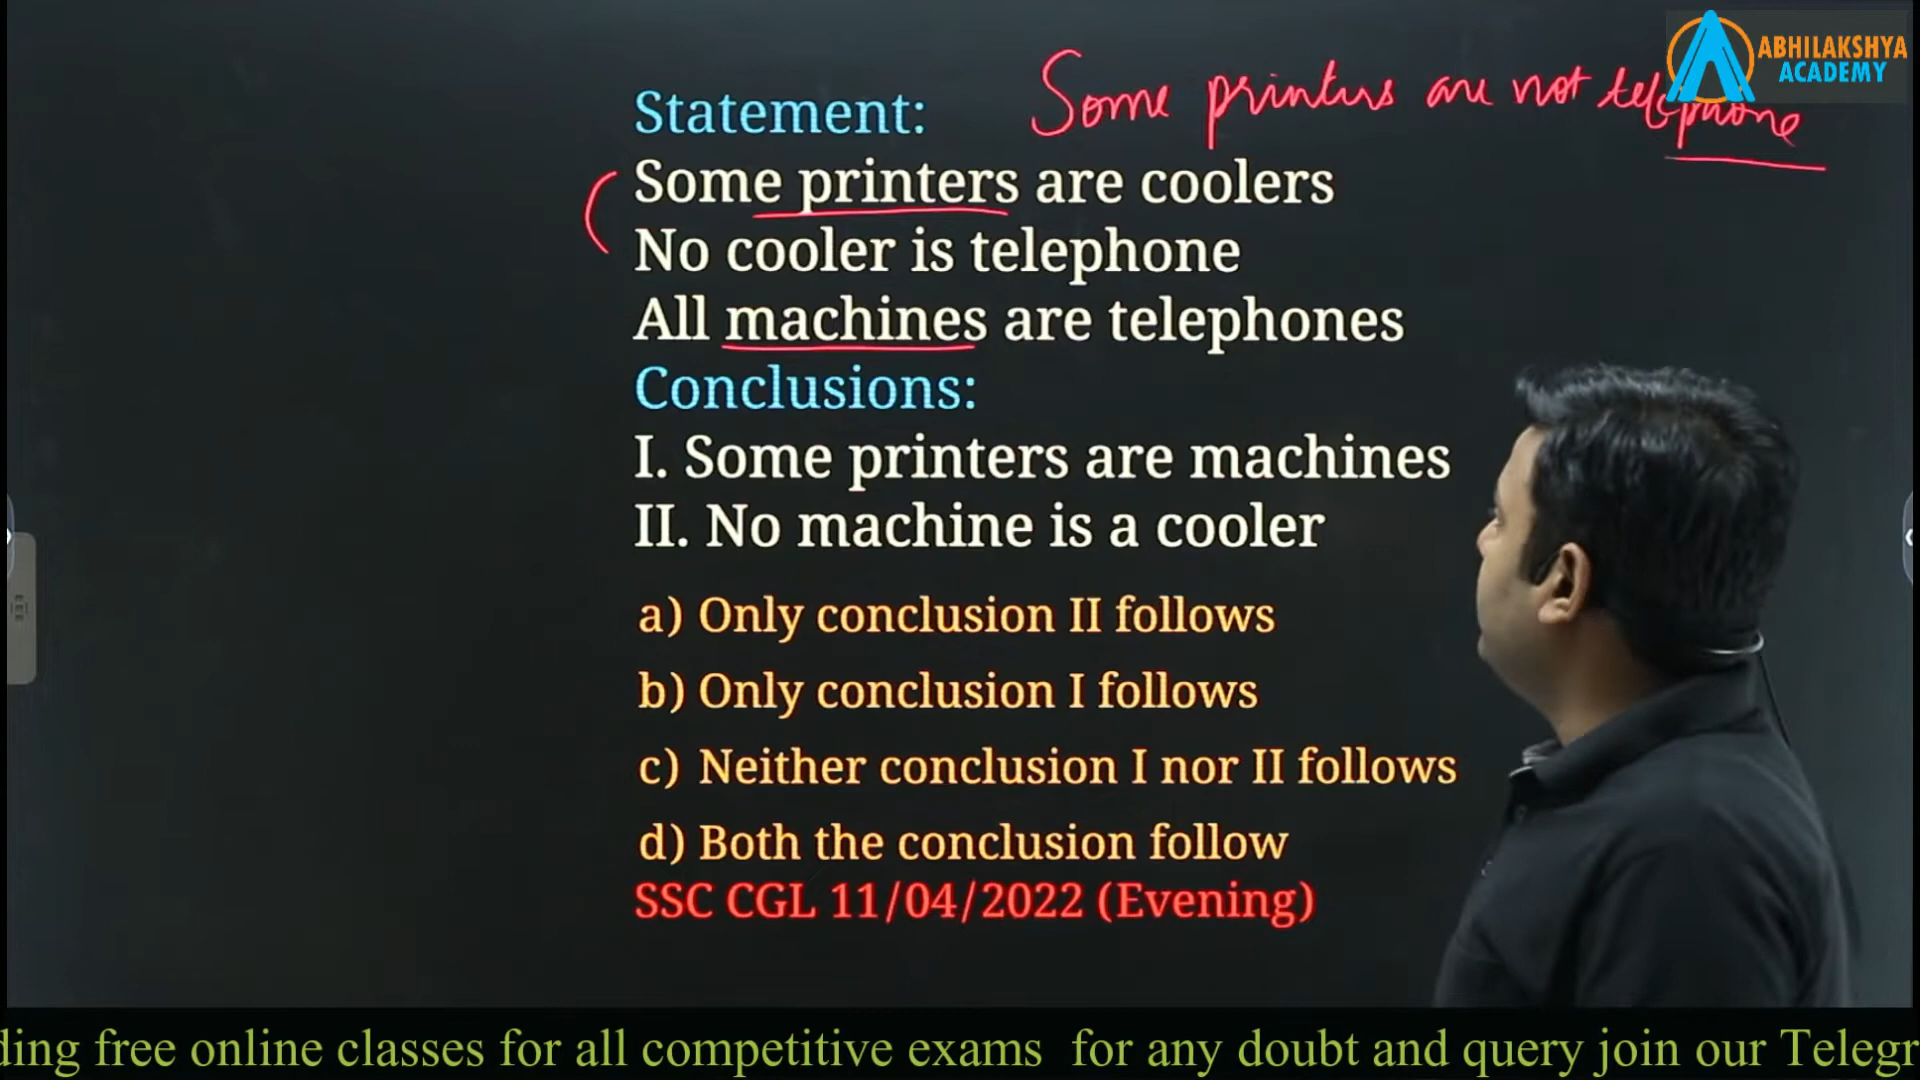 ABHILAKSHYA
ACADEMY
Some printers are not telephone
Statement:
Some printers are coolers
No cooler is telephone
All machines are telephones
Conclusions:
I. Some printers are machines
II. No machine is a cooler
a) Only conclusion II follows
b) Only conclusion I follows
c) Neither conclusion I nor II follows
d) Both the conclusion follow
SSC CGL 11/04/2022 (Evening)
ding free online classes for all competitive exams for any doubt and query join our Telegr